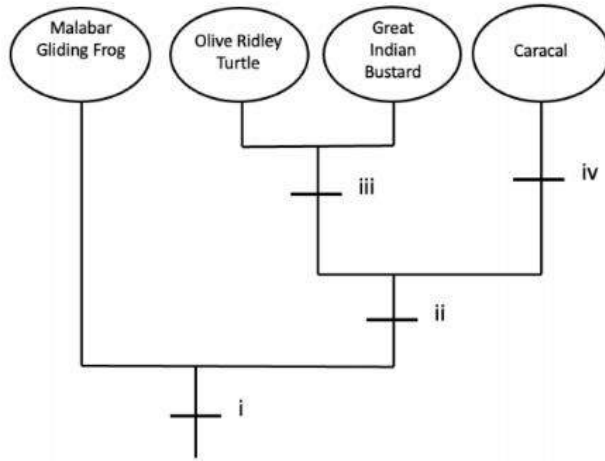 Malabar
Gliding Frog
Olive Ridley
Turtle
Great
Indian
Bustard
Caracal
iii
iv
ii
i